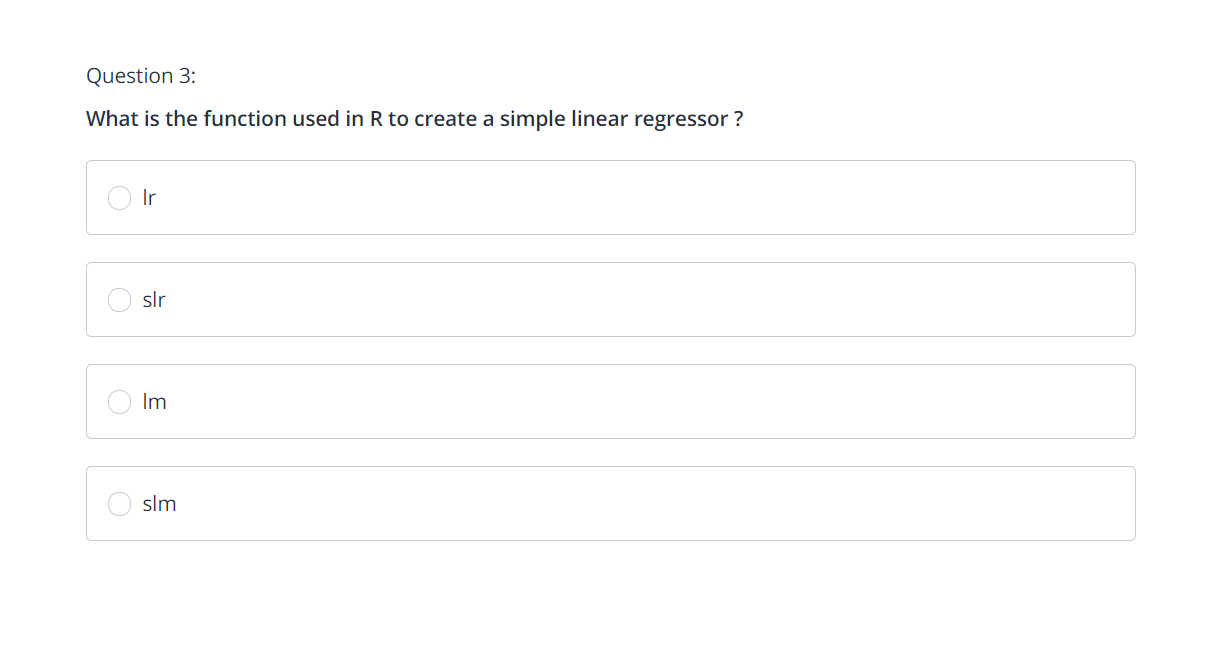 Question 3:
What is the function used in R to create a simple linear regressor ?
lr
slr
lm
slm